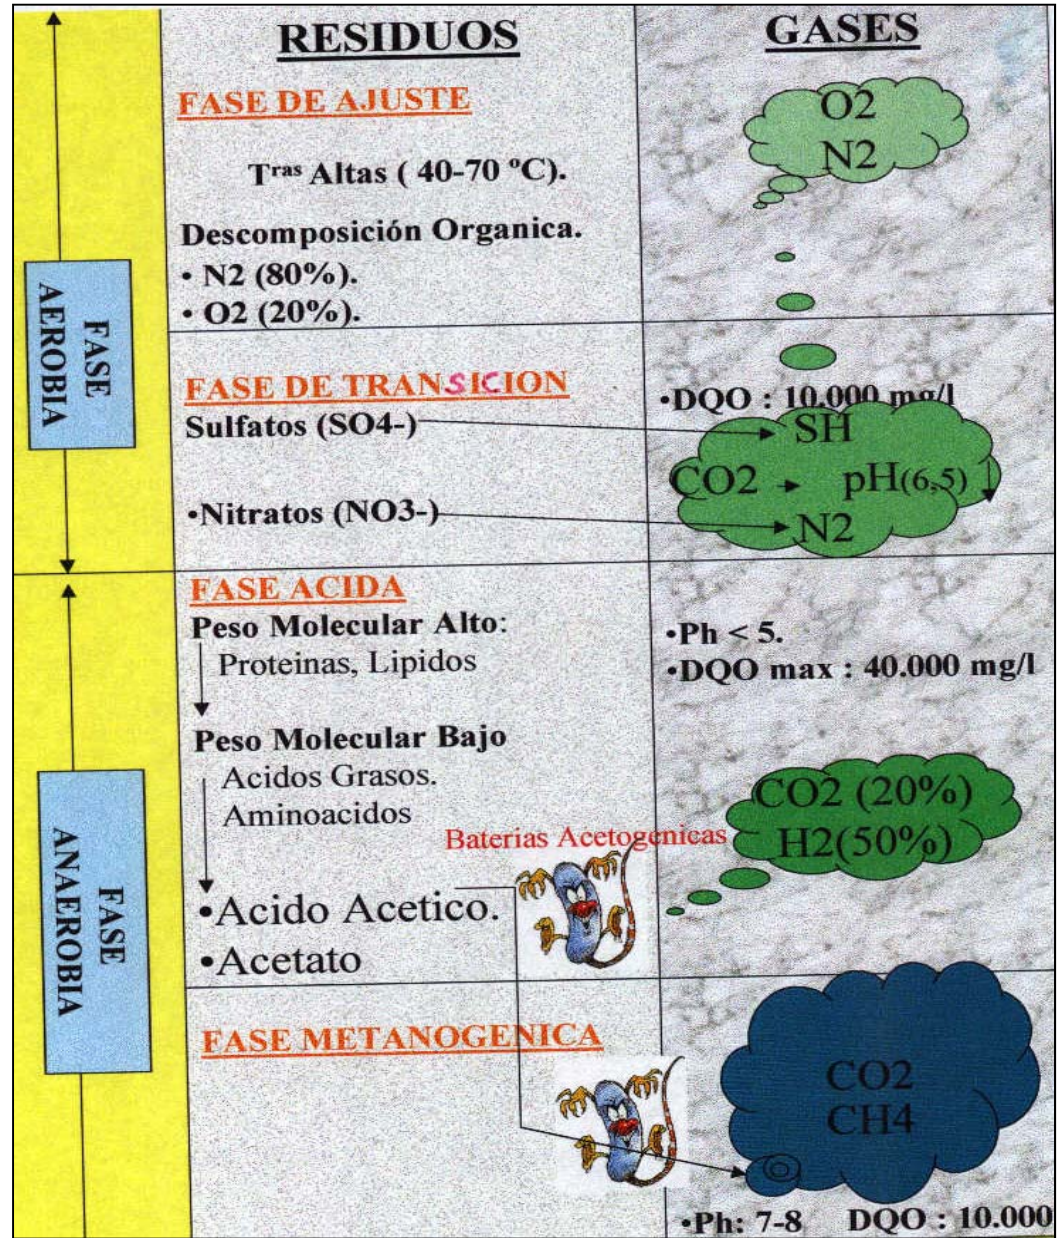 RESIDUOS
GASES
FASE AEROBIA
FASE DE AJUSTE
Tras Altas ( 40-70 ºC).
Descomposición Organica.
• N2 (80%).
• O2 (20%).
O2
N2
FASE DE TRANSICION
Sulfatos (SO4-)
•Nitratos (NO3-)
•DQO : 10.000 mg/l
SH
CO2 pH(6,5)
N2
FASE ANAEROBIA
FASE ACIDA
Peso Molecular Alto:
Proteinas, Lipidos
Peso Molecular Bajo
Acidos Grasos.
Aminoacidos
Baterias Acetogenicas
•Acido Acetico.
•Acetato
•Ph < 5.
•DQO max : 40.000 mg/l
CO2 (20%)
H2(50%)
FASE METANOGENICA
CO2
CH4
•Ph: 7-8 DQO : 10.000